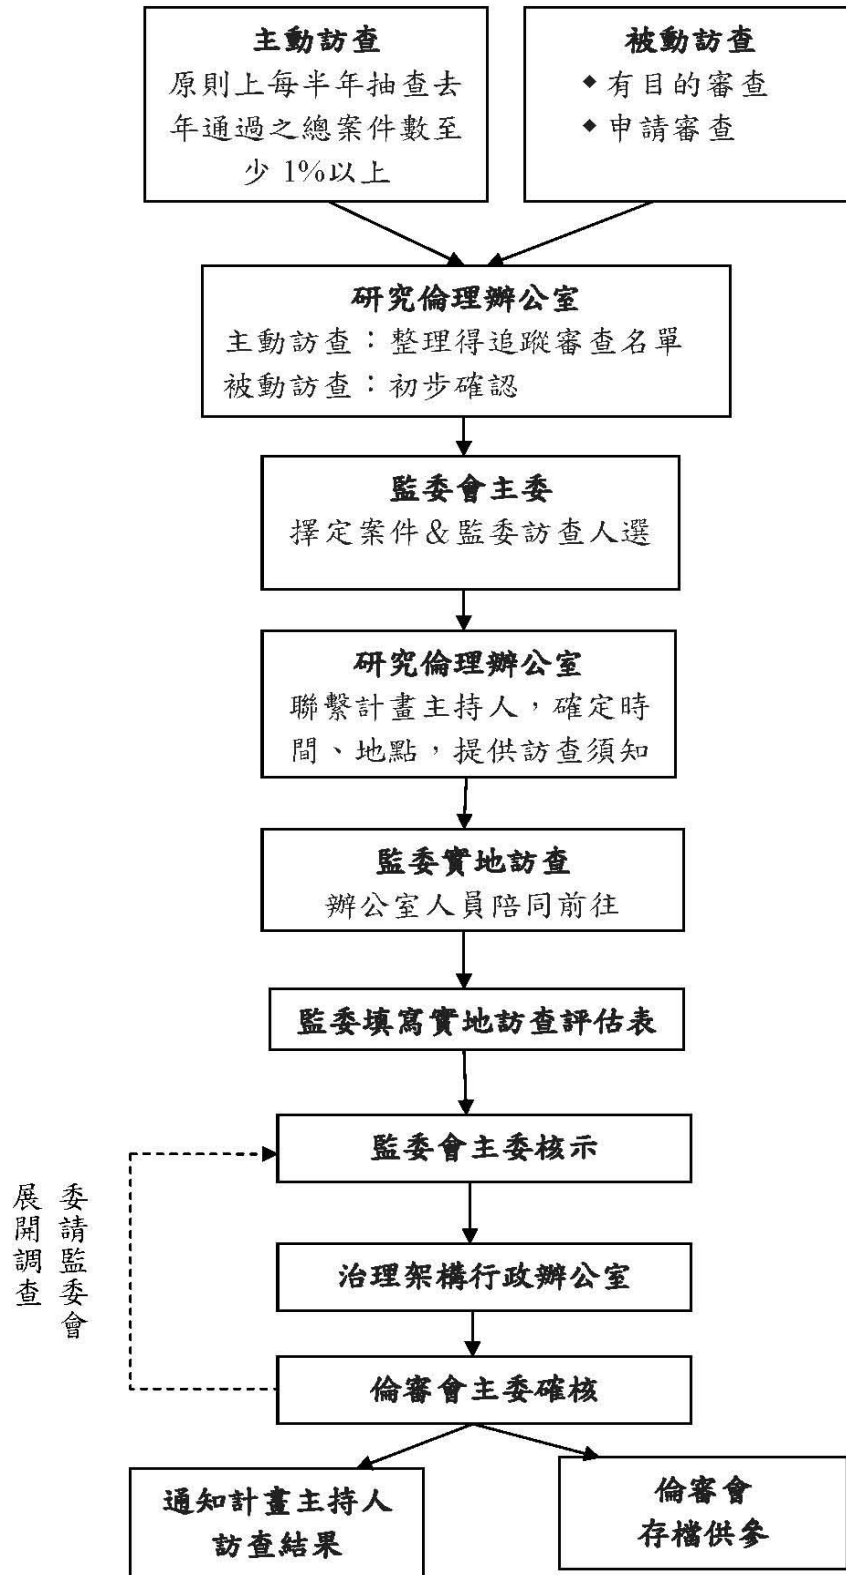 主動訪查
原則上每半年抽查去
年通過之總案件數至
少 1%以上
被動訪查
◆ 有目的審查
◆ 申請審查
研究倫理辦公室
主動訪查：整理得追蹤審查名單
被動訪查：初步確認
監委會主委
擇定案件&監委訪查人選
研究倫理辦公室
聯繫計畫主持人，確定時
間、地點，提供訪查須知
監委實地訪查
辦公室人員陪同前往
監委填寫實地訪查評估表
監委會主委核示
委請監委會
展開調查
治理架構行政辦公室
倫審會主委確核
通知計畫主持人
訪查結果
倫審會
存檔供參